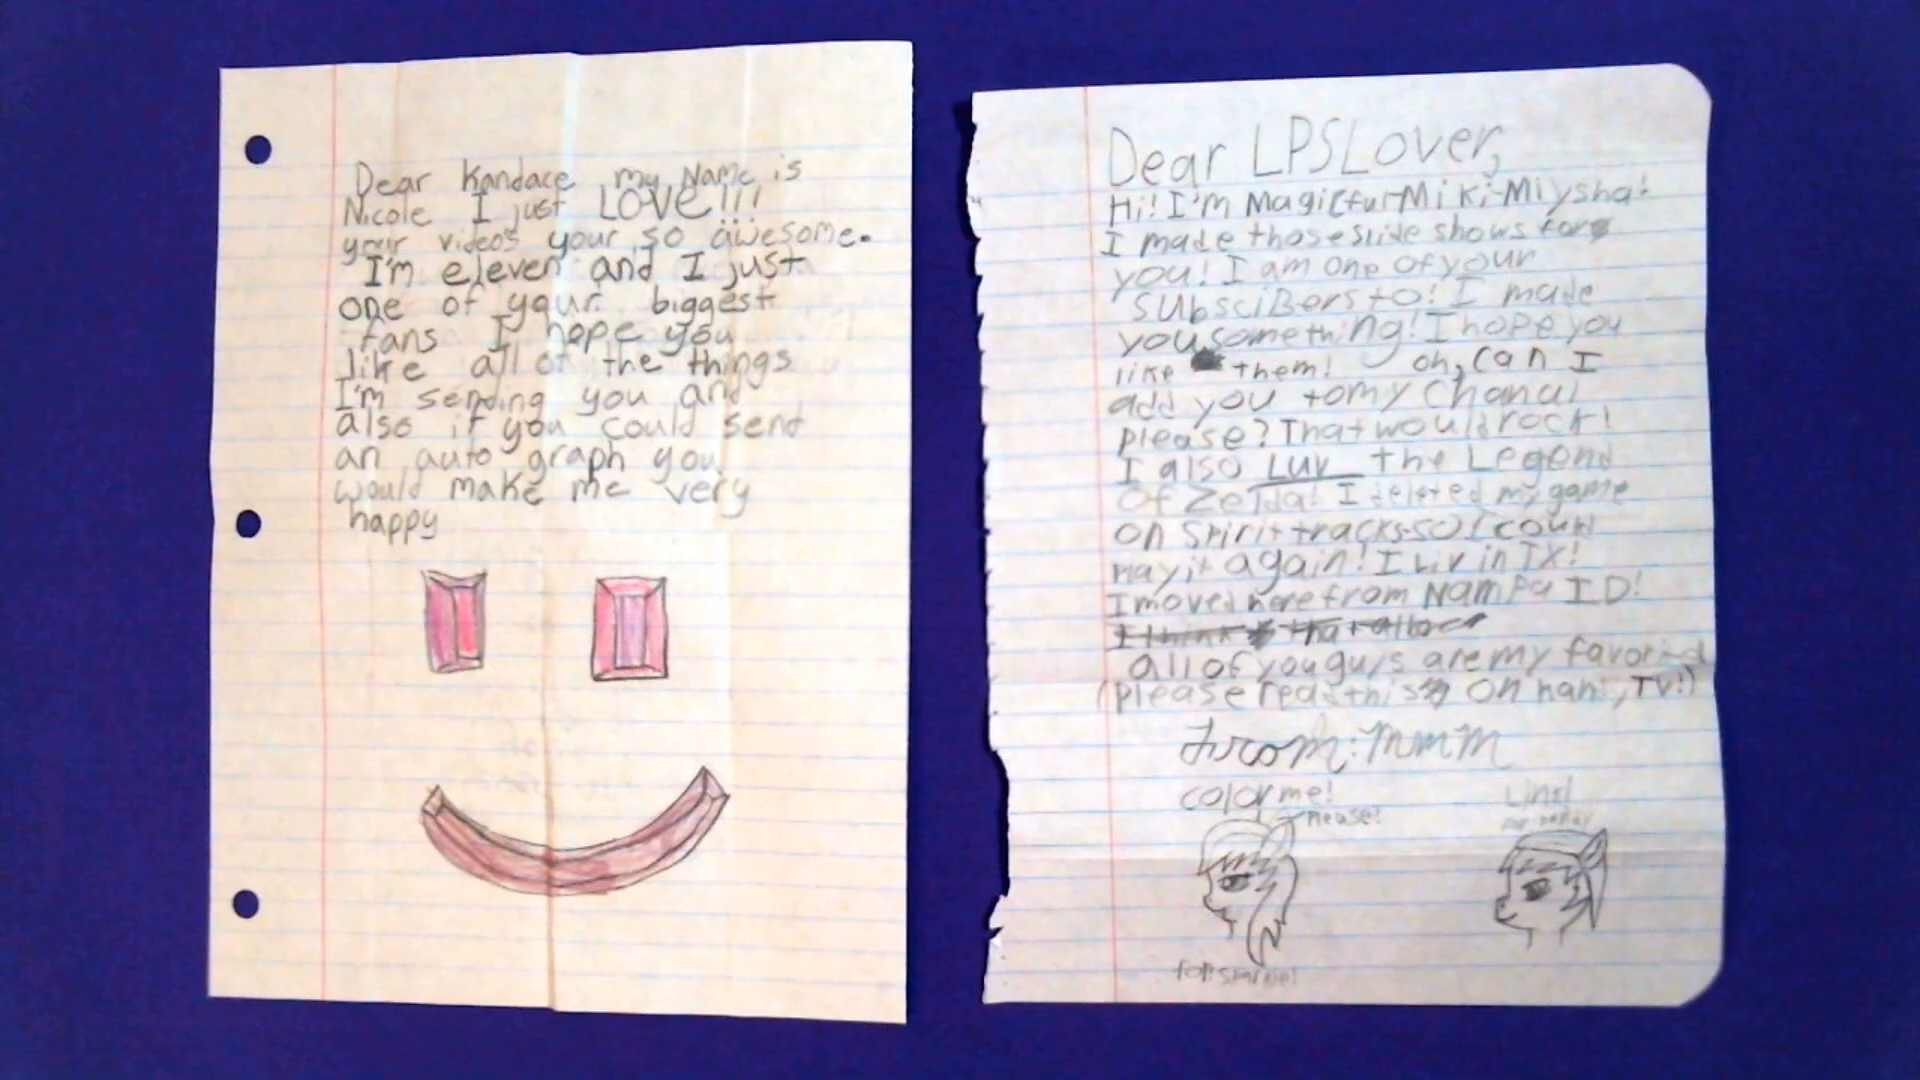 Dear Kandace my Name is
Nicole I just LOVE!!!
your videos your so awesome.
I'm eleven and I just
one of your biggest
fans I hope you
like all of the things
I'm sending you and
also if you could send
an auto graph you
would make me very
happy
Dear LPSLover,
Hi! I'm Magicful-Miki-Miysha!
I made those slide shows for
you! I am one of your
subscibers to! I made
you something! I hope you
like them! oh, can I
add you to my chanal
please? That would rock!
I also Luv the Legend
Of Zelda! I deleted my game
on Spirit tracks so I could
play it again! I Liv in TX!
I moved here from Nampa ID!
I think that all
all of you guys are my favorite
(please read this on TV!)
From: MMM
color me!
please!
Link!
for: sparkle!